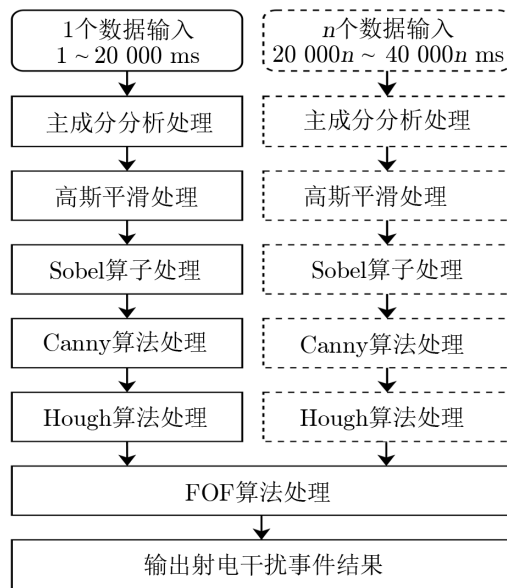 1个数据输入
1 ~ 20 000 ms
主成分分析处理
高斯平滑处理
Sobel算子处理
Canny算法处理
Hough算法处理
n个数据输入
20 000n ~ 40 000n ms
主成分分析处理
高斯平滑处理
Sobel算子处理
Canny算法处理
Hough算法处理
FOF算法处理
输出射电干扰事件结果